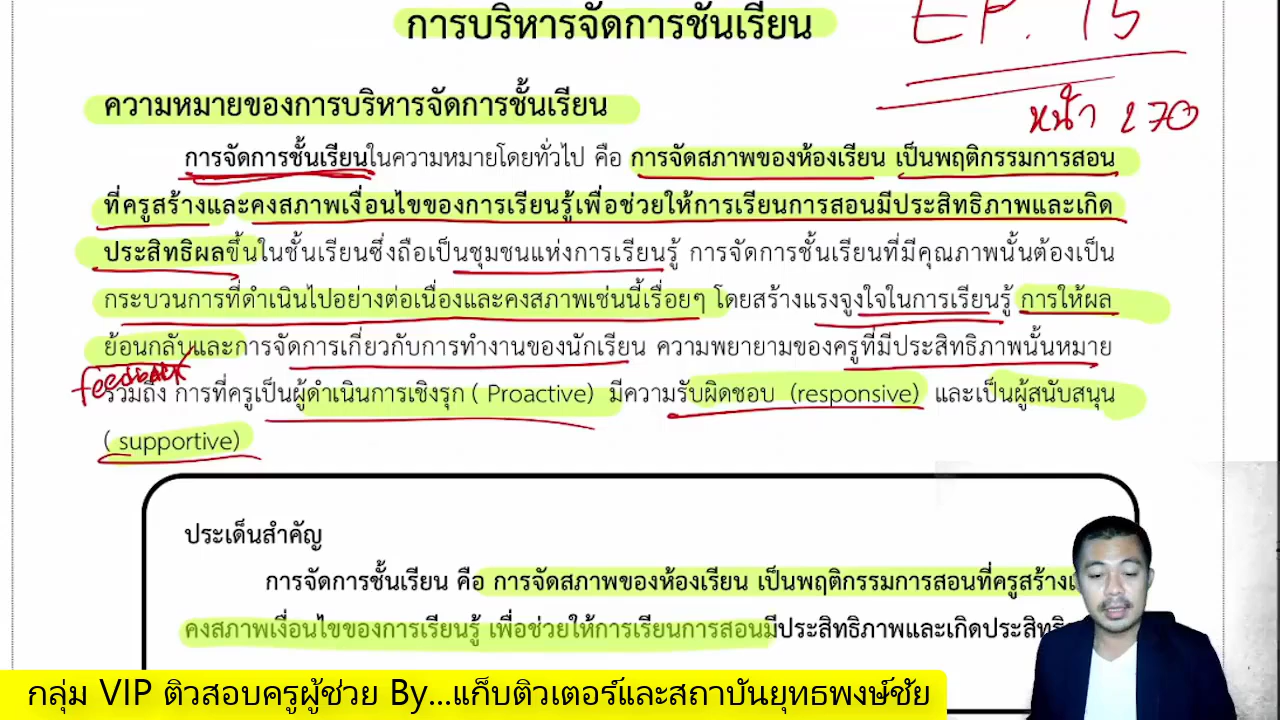 การบริหารจัดการชั้นเรียน
EP. 15
หน้า 270
ความหมายของการบริหารจัดการชั้นเรียน
การจัดการชั้นเรียนในความหมายโดยทั่วไป คือ การจัดสภาพของห้องเรียน เป็นพฤติกรรมการสอน
ที่ครูสร้างและคงสภาพเงื่อนไขของการเรียนรู้เพื่อช่วยให้การเรียนการสอนมีประสิทธิภาพและเกิด
ประสิทธิผลขึ้นในชั้นเรียนซึ่งถือเป็นชุมชนแห่งการเรียนรู้ การจัดการชั้นเรียนที่มีคุณภาพนั้นต้องเป็น
กระบวนการที่ดำเนินไปอย่างต่อเนื่องและคงสภาพเช่นนี้เรื่อยๆ โดยสร้างแรงจูงใจในการเรียนรู้ การให้ผล
ย้อนกลับและการจัดการเกี่ยวกับการทำงานของนักเรียน ความพยายามของครูที่มีประสิทธิภาพนั้นหมาย
feedback
รวมถึง การที่ครูเป็นผู้ดำเนินการเชิงรุก ( Proactive) มีความรับผิดชอบ (responsive) และเป็นผู้สนับสนุน
( supportive)
ประเด็นสำคัญ
การจัดการชั้นเรียน คือ การจัดสภาพของห้องเรียน เป็นพฤติกรรมการสอนที่ครูสร้าง
คงสภาพเงื่อนไขของการเรียนรู้ เพื่อช่วยให้การเรียนการสอนมีประสิทธิภาพและเกิด
กลุ่ม VIP ติวสอบครูผู้ช่วย By...แก็บติวเตอร์และสถาบันยุทธพงษ์ชัย